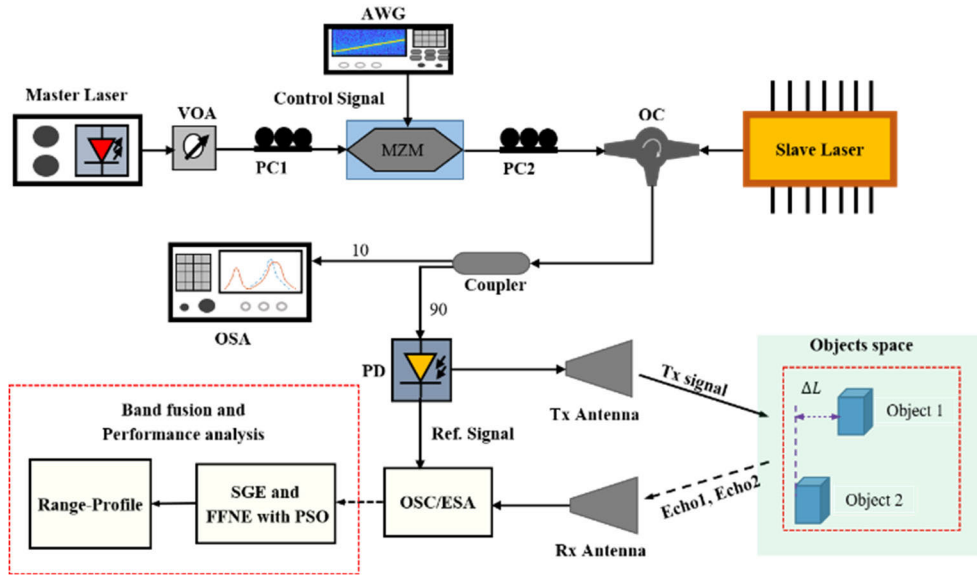 AWG
Master Laser
VOA
Control Signal
OC
PC1
MZM
PC2
Slave Laser
10
Coupler
OSA
90
Objects space
PD
Tx signal
ΔL
Object 1
Tx Antenna
Band fusion and
Performance analysis
Ref. Signal
Object 2
Range-Profile
SGE and
FFNE with PSO
OSC/ESA
Echo1, Echo2
Rx Antenna